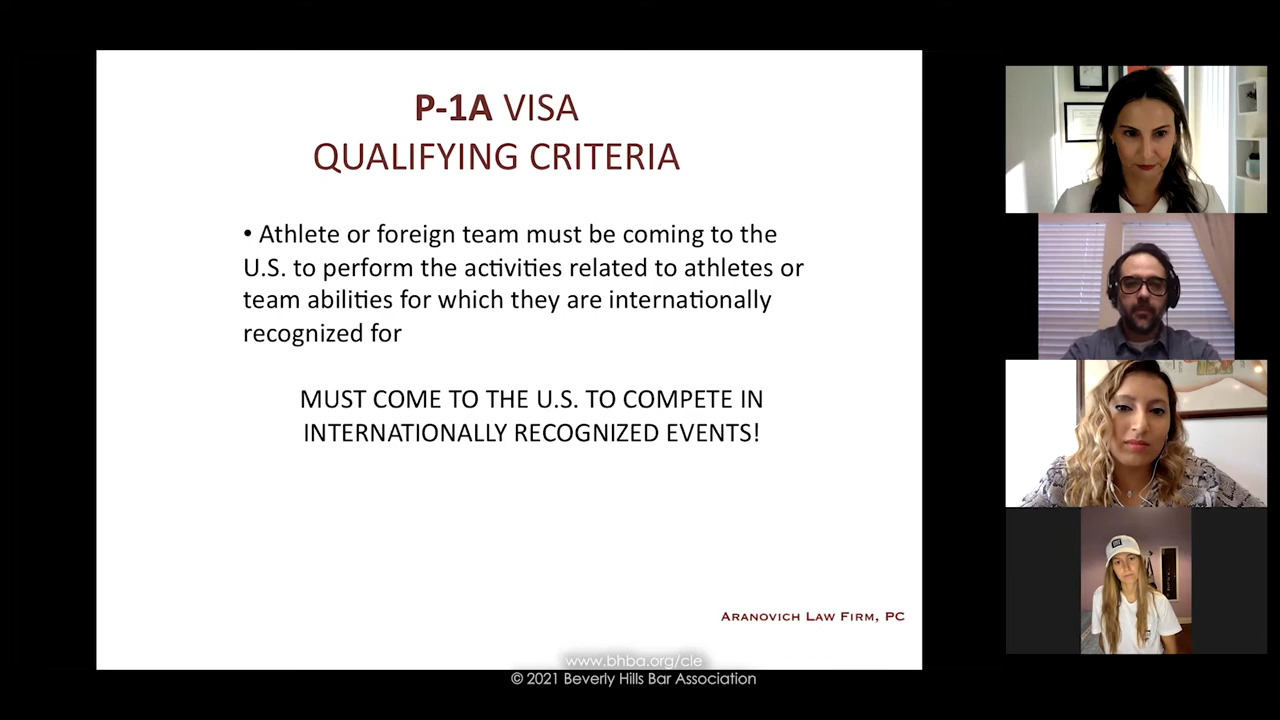 P-1A VISA
QUALIFYING CRITERIA
• Athlete or foreign team must be coming to the
U.S. to perform the activities related to athletes or
team abilities for which they are internationally
recognized for
MUST COME TO THE U.S. TO COMPETE IN
INTERNATIONALLY RECOGNIZED EVENTS!
Aranovich Law Firm, PC
www.bhba.org/cle
© 2021 Beverly Hills Bar Association